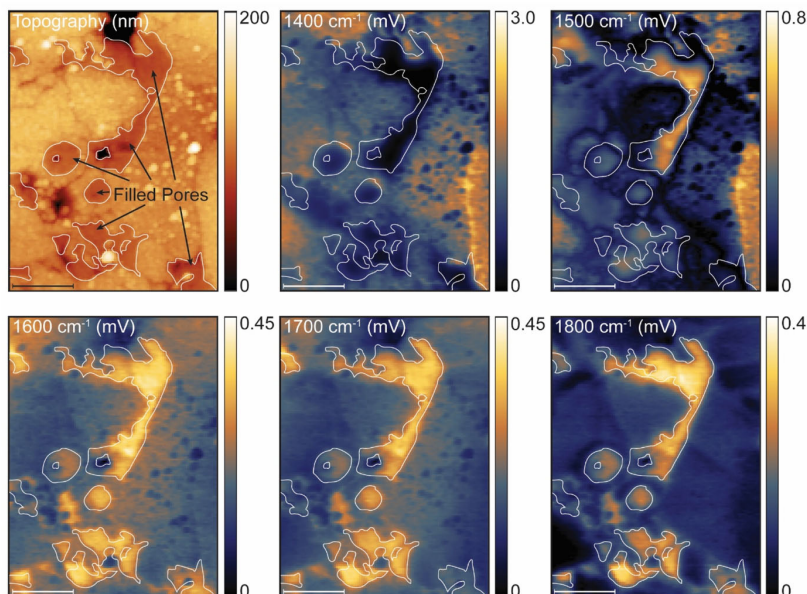 Topography (nm)
200
1400 cm⁻¹ (mV)
3.0
1500 cm⁻¹ (mV)
0.8
Filled Pores
0
0
0
1600 cm⁻¹ (mV)
0.45
1700 cm⁻¹ (mV)
0.45
1800 cm⁻¹ (mV)
0.4
0
0
0